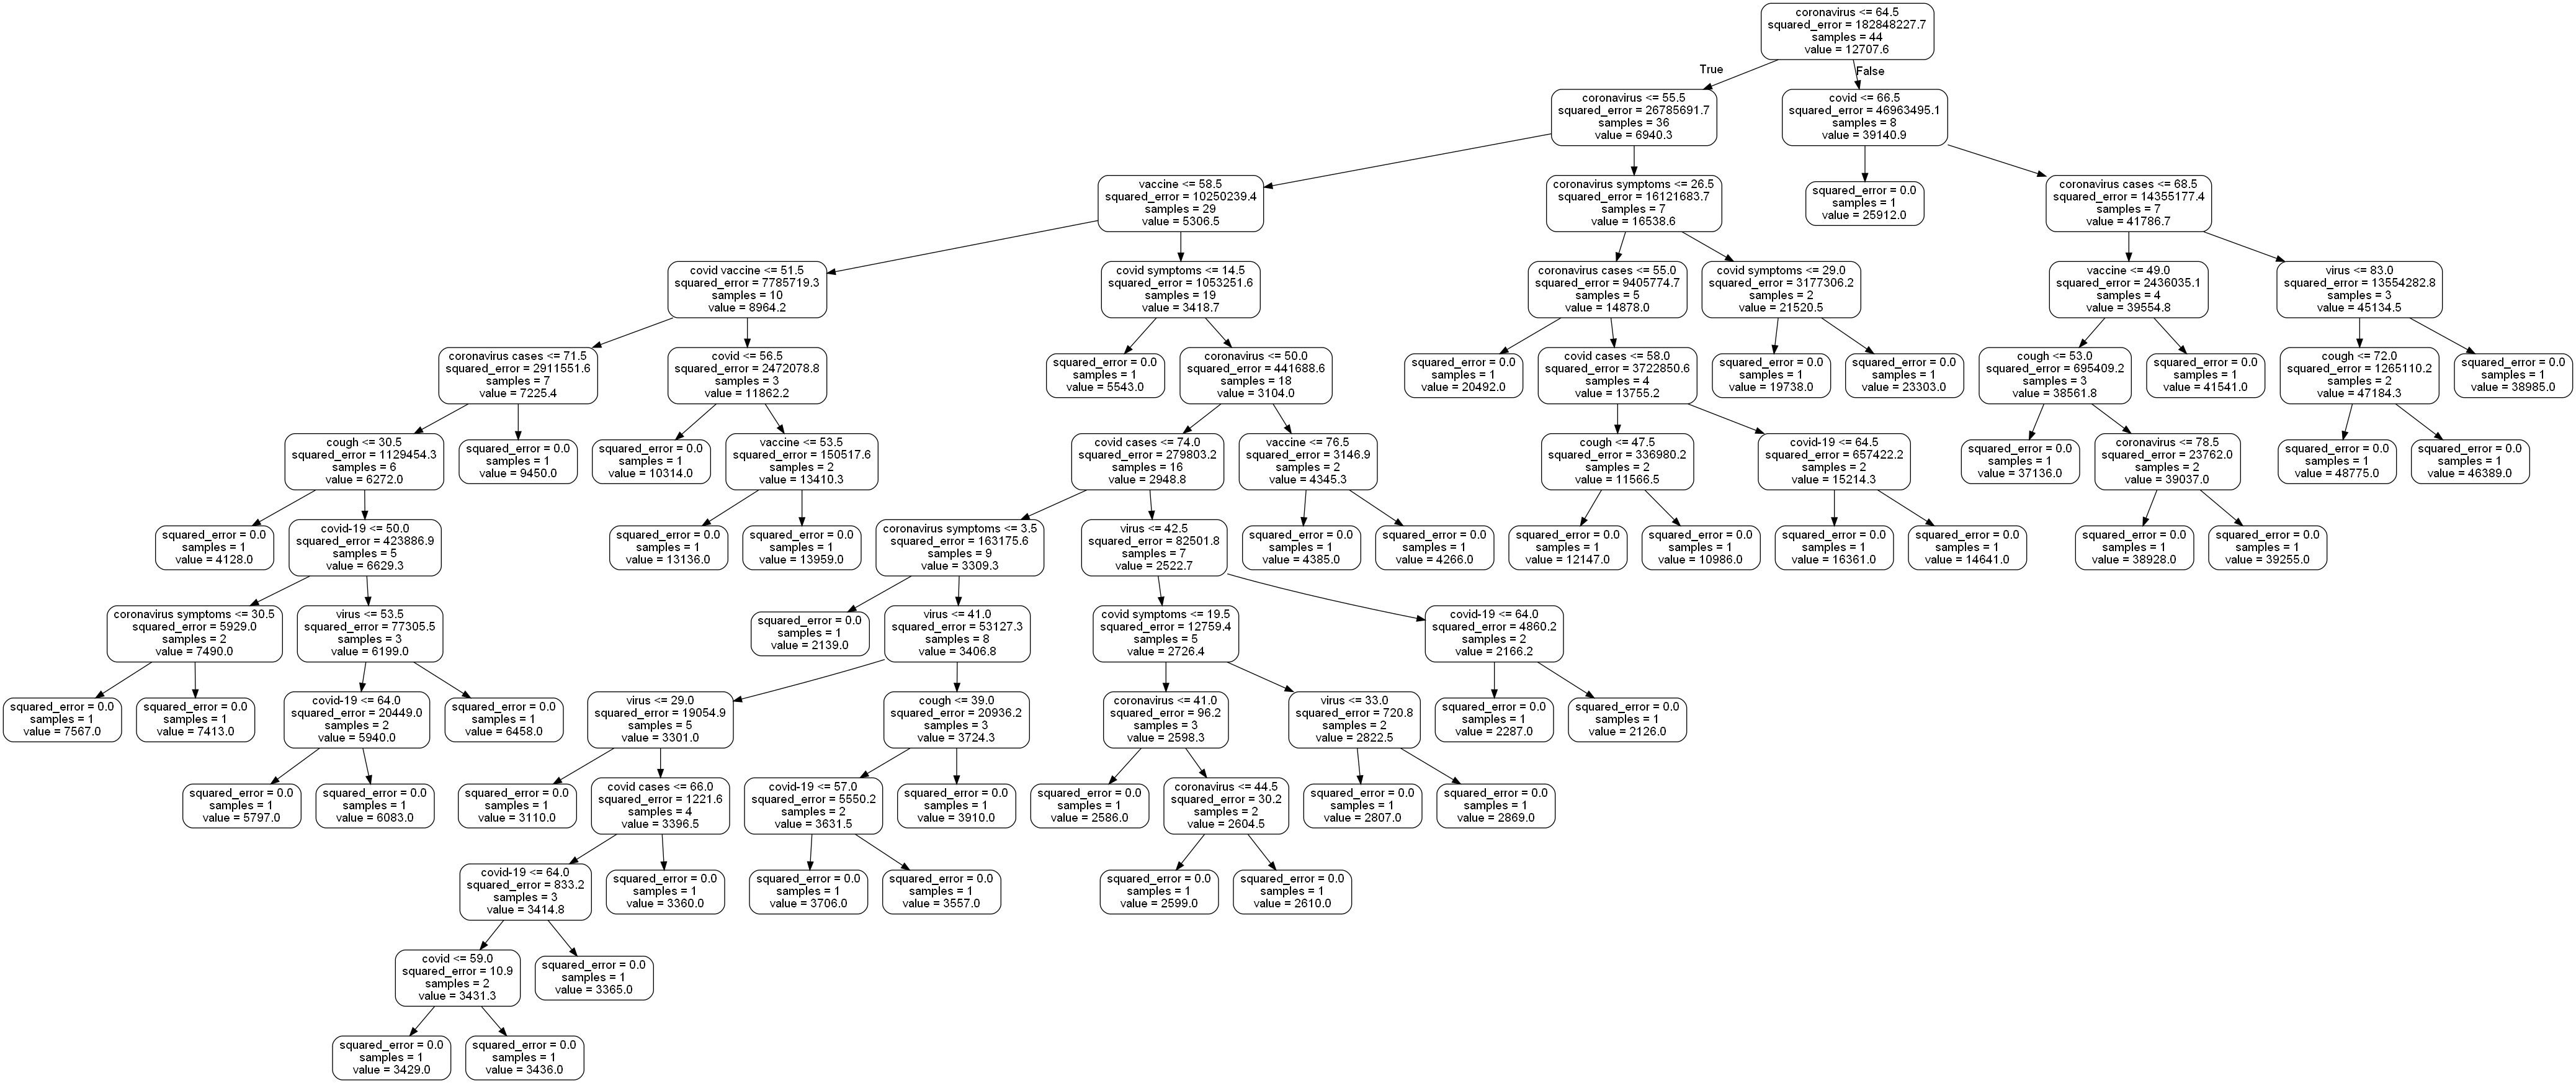 coronavirus <= 64.5
squared_error = 182848227.7
samples = 44
value = 12707.6
True
False
coronavirus <= 55.5
squared_error = 26785691.7
samples = 36
value = 6940.3
covid <= 66.5
squared_error = 46963495.1
samples = 8
value = 39140.9
vaccine <= 58.5
squared_error = 10250239.4
samples = 29
value = 5306.5
coronavirus symptoms <= 26.5
squared_error = 16121683.7
samples = 7
value = 16538.6
squared_error = 0.0
samples = 1
value = 25912.0
coronavirus cases <= 68.5
squared_error = 14355177.4
samples = 7
value = 41786.7
covid vaccine <= 51.5
squared_error = 7785719.3
samples = 10
value = 8964.2
covid symptoms <= 14.5
squared_error = 1053251.6
samples = 19
value = 3418.7
coronavirus cases <= 55.0
squared_error = 9405774.7
samples = 5
value = 14878.0
covid symptoms <= 29.0
squared_error = 3177306.2
samples = 2
value = 21520.5
vaccine <= 49.0
squared_error = 2436035.1
samples = 4
value = 39554.8
virus <= 83.0
squared_error = 13554282.8
samples = 3
value = 45134.5
coronavirus cases <= 71.5
squared_error = 2911551.6
samples = 7
value = 7225.4
covid <= 56.5
squared_error = 2472078.8
samples = 3
value = 11862.2
squared_error = 0.0
samples = 1
value = 5543.0
coronavirus <= 50.0
squared_error = 441688.6
samples = 18
value = 3104.0
squared_error = 0.0
samples = 1
value = 20492.0
covid cases <= 58.0
squared_error = 3722850.6
samples = 4
value = 13755.2
squared_error = 0.0
samples = 1
value = 19738.0
squared_error = 0.0
samples = 1
value = 23303.0
cough <= 53.0
squared_error = 695409.2
samples = 3
value = 38561.8
squared_error = 0.0
samples = 1
value = 41541.0
cough <= 72.0
squared_error = 1265110.2
samples = 2
value = 47184.3
squared_error = 0.0
samples = 1
value = 38985.0
cough <= 30.5
squared_error = 1129454.3
samples = 6
value = 6272.0
squared_error = 0.0
samples = 1
value = 9450.0
squared_error = 0.0
samples = 1
value = 10314.0
vaccine <= 53.5
squared_error = 150517.6
samples = 2
value = 13410.3
covid cases <= 74.0
squared_error = 279803.2
samples = 16
value = 2948.8
vaccine <= 76.5
squared_error = 3146.9
samples = 2
value = 4345.3
cough <= 47.5
squared_error = 336980.2
samples = 2
value = 11566.5
covid-19 <= 64.5
squared_error = 657422.2
samples = 2
value = 15214.3
squared_error = 0.0
samples = 1
value = 37136.0
coronavirus <= 78.5
squared_error = 23762.0
samples = 2
value = 39037.0
squared_error = 0.0
samples = 1
value = 48775.0
squared_error = 0.0
samples = 1
value = 46389.0
squared_error = 0.0
samples = 1
value = 4128.0
covid-19 <= 50.0
squared_error = 423886.9
samples = 5
value = 6629.3
squared_error = 0.0
samples = 1
value = 13136.0
squared_error = 0.0
samples = 1
value = 13959.0
coronavirus symptoms <= 3.5
squared_error = 163175.6
samples = 9
value = 3309.3
virus <= 42.5
squared_error = 82501.8
samples = 7
value = 2522.7
squared_error = 0.0
samples = 1
value = 4385.0
squared_error = 0.0
samples = 1
value = 4266.0
squared_error = 0.0
samples = 1
value = 12147.0
squared_error = 0.0
samples = 1
value = 10986.0
squared_error = 0.0
samples = 1
value = 16361.0
squared_error = 0.0
samples = 1
value = 14641.0
squared_error = 0.0
samples = 1
value = 38928.0
squared_error = 0.0
samples = 1
value = 39255.0
coronavirus symptoms <= 30.5
squared_error = 5929.0
samples = 2
value = 7490.0
virus <= 53.5
squared_error = 77305.5
samples = 3
value = 6199.0
squared_error = 0.0
samples = 1
value = 2139.0
virus <= 41.0
squared_error = 53127.3
samples = 8
value = 3406.8
covid symptoms <= 19.5
squared_error = 12759.4
samples = 5
value = 2726.4
covid-19 <= 64.0
squared_error = 4860.2
samples = 2
value = 2166.2
squared_error = 0.0
samples = 1
value = 7567.0
squared_error = 0.0
samples = 1
value = 7413.0
covid-19 <= 64.0
squared_error = 20449.0
samples = 2
value = 5940.0
squared_error = 0.0
samples = 1
value = 6458.0
virus <= 29.0
squared_error = 19054.9
samples = 5
value = 3301.0
cough <= 39.0
squared_error = 20936.2
samples = 3
value = 3724.3
coronavirus <= 41.0
squared_error = 96.2
samples = 3
value = 2598.3
virus <= 33.0
squared_error = 720.8
samples = 2
value = 2822.5
squared_error = 0.0
samples = 1
value = 2287.0
squared_error = 0.0
samples = 1
value = 2126.0
squared_error = 0.0
samples = 1
value = 5797.0
squared_error = 0.0
samples = 1
value = 6083.0
squared_error = 0.0
samples = 1
value = 3110.0
covid cases <= 66.0
squared_error = 1221.6
samples = 4
value = 3396.5
covid-19 <= 57.0
squared_error = 5550.2
samples = 2
value = 3631.5
squared_error = 0.0
samples = 1
value = 3910.0
squared_error = 0.0
samples = 1
value = 2586.0
coronavirus <= 44.5
squared_error = 30.2
samples = 2
value = 2604.5
squared_error = 0.0
samples = 1
value = 2807.0
squared_error = 0.0
samples = 1
value = 2869.0
covid-19 <= 64.0
squared_error = 833.2
samples = 3
value = 3414.8
squared_error = 0.0
samples = 1
value = 3360.0
squared_error = 0.0
samples = 1
value = 3706.0
squared_error = 0.0
samples = 1
value = 3557.0
squared_error = 0.0
samples = 1
value = 2599.0
squared_error = 0.0
samples = 1
value = 2610.0
covid <= 59.0
squared_error = 10.9
samples = 2
value = 3431.3
squared_error = 0.0
samples = 1
value = 3365.0
squared_error = 0.0
samples = 1
value = 3429.0
squared_error = 0.0
samples = 1
value = 3436.0